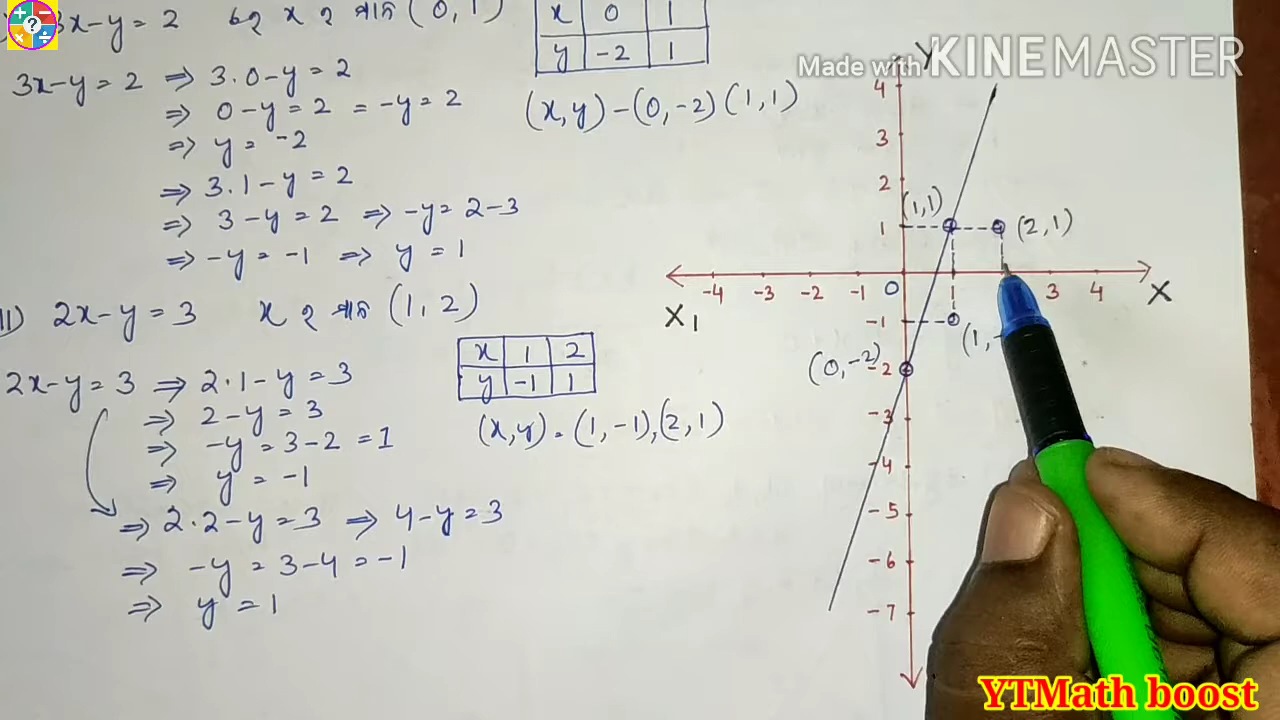 3x-y=2 x ৰ মান (0,1)
x 0 1
y -2 1
3x-y=2 ⇒ 3.0-y=2
⇒ 0-y=2 = -y=2
(x,y)-(0,-2)(1,1)
⇒ y=-2
⇒ 3.1-y=2
⇒ 3-y=2 ⇒ -y=2-3
⇒ -y=-1 ⇒ y=1
II) 2x-y=3 x ৰ মান (1,2)
x 1 2
y -1 1
2x-y=3 ⇒ 2.1-y=3
⇒ 2-y=3
⇒ -y=3-2=1
(x,y)=(1,-1),(2,1)
⇒ y=-1
⇒ 2.2-y=3 ⇒ 4-y=3
⇒ -y=3-4=-1
⇒ y=1
Made with KINEMASTER
Y
4
3
2
(1,1)
1
(2,1)
-4 -3 -2 -1 0 3 4
X1
X
-1
(1,-
(0,-2)
-2
-3
-4
-5
-6
-7
YTMath boost